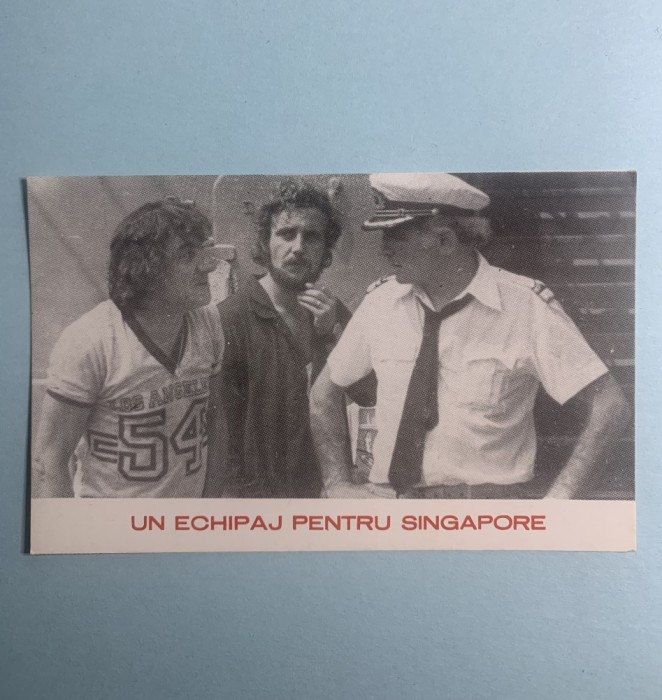 LOS ANGELES
54
UN ECHIPAJ PENTRU SINGAPORE